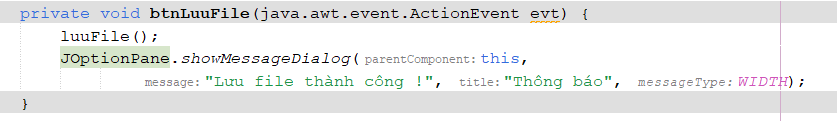 private void btnLuuFile(java.awt.event.ActionEvent evt) {
luuFile();
JOptionPane.showMessageDialog( parentComponent: this,
message: "Lưu file thành công !", title: "Thông báo", messageType: WIDTH);
}